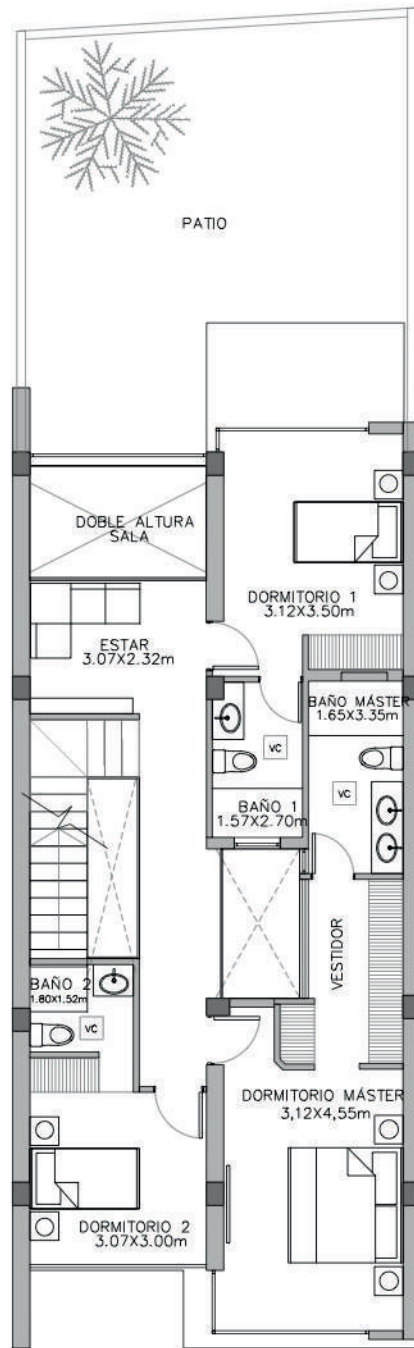 PATIO
DOBLE ALTURA
SALA
DORMITORIO 1
3.12X3.50m
ESTAR
3.07X2.32m
BAÑO MÁSTER
1.65X3.35m
VC
VC
BAÑO 1
1.57X2.70m
VESTIDOR
BAÑO 2
1.80X1.52m
VC
DORMITORIO MÁSTER
3,12X4,55m
DORMITORIO 2
3.07X3.00m